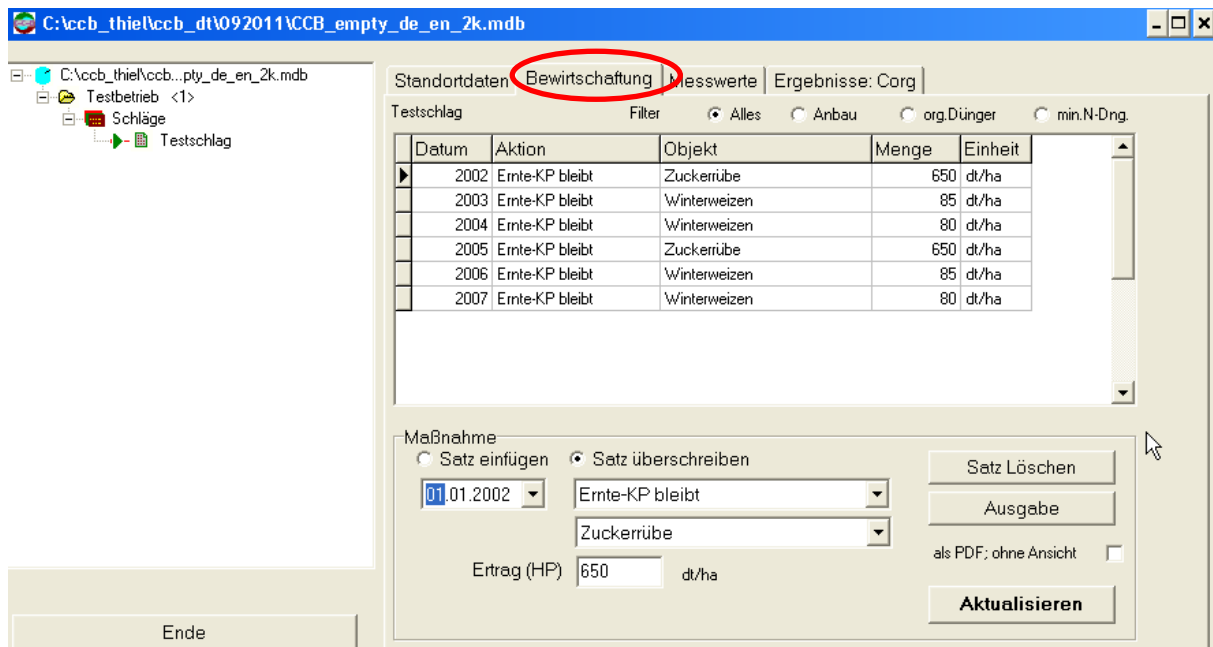 C:\ccb_thiel\ccb_dt\092011\CCB_empty_de_en_2k.mdb
C:\ccb_thiel\ccb...pty_de_en_2k.mdb
Testbetrieb <1>
Schläge
Testschlag
Standortdaten Bewirtschaftung Messwerte Ergebnisse: Corg
Testschlag Filter Alles Anbau org.Dünger min.N-Dng.
Datum Aktion Objekt Menge Einheit
2002 Ernte-KP bleibt Zuckerrübe 650 dt/ha
2003 Ernte-KP bleibt Winterweizen 85 dt/ha
2004 Ernte-KP bleibt Winterweizen 80 dt/ha
2005 Ernte-KP bleibt Zuckerrübe 650 dt/ha
2006 Ernte-KP bleibt Winterweizen 85 dt/ha
2007 Ernte-KP bleibt Winterweizen 80 dt/ha
Maßnahme
Satz einfügen Satz überschreiben
01.01.2002 Ernte-KP bleibt
Zuckerrübe
Ertrag (HP) 650 dt/ha
Satz Löschen
Ausgabe
als PDF; ohne Ansicht
Aktualisieren
Ende